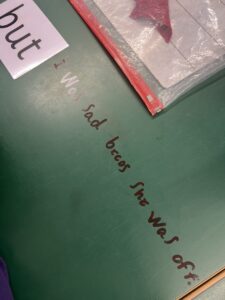 but
i was sad becos she was off.